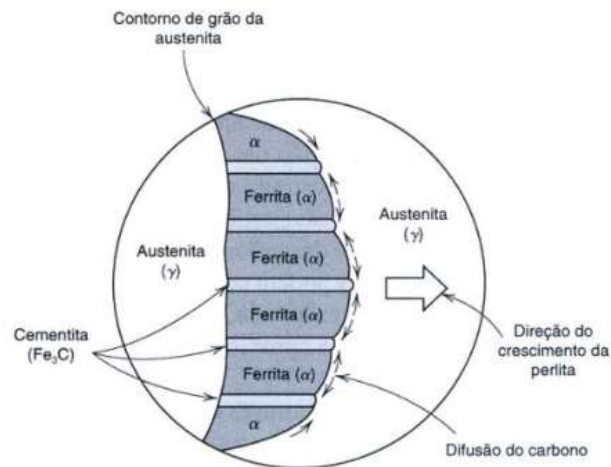 Contorno de grão da
austenita
α
Ferrita (α)
Ferrita (α)
Ferrita (α)
Ferrita (α)
α
Austenita
(γ)
Austenita
(γ)
Cementita
(Fe₃C)
Direção do
crescimento da
perlita
Difusão do carbono